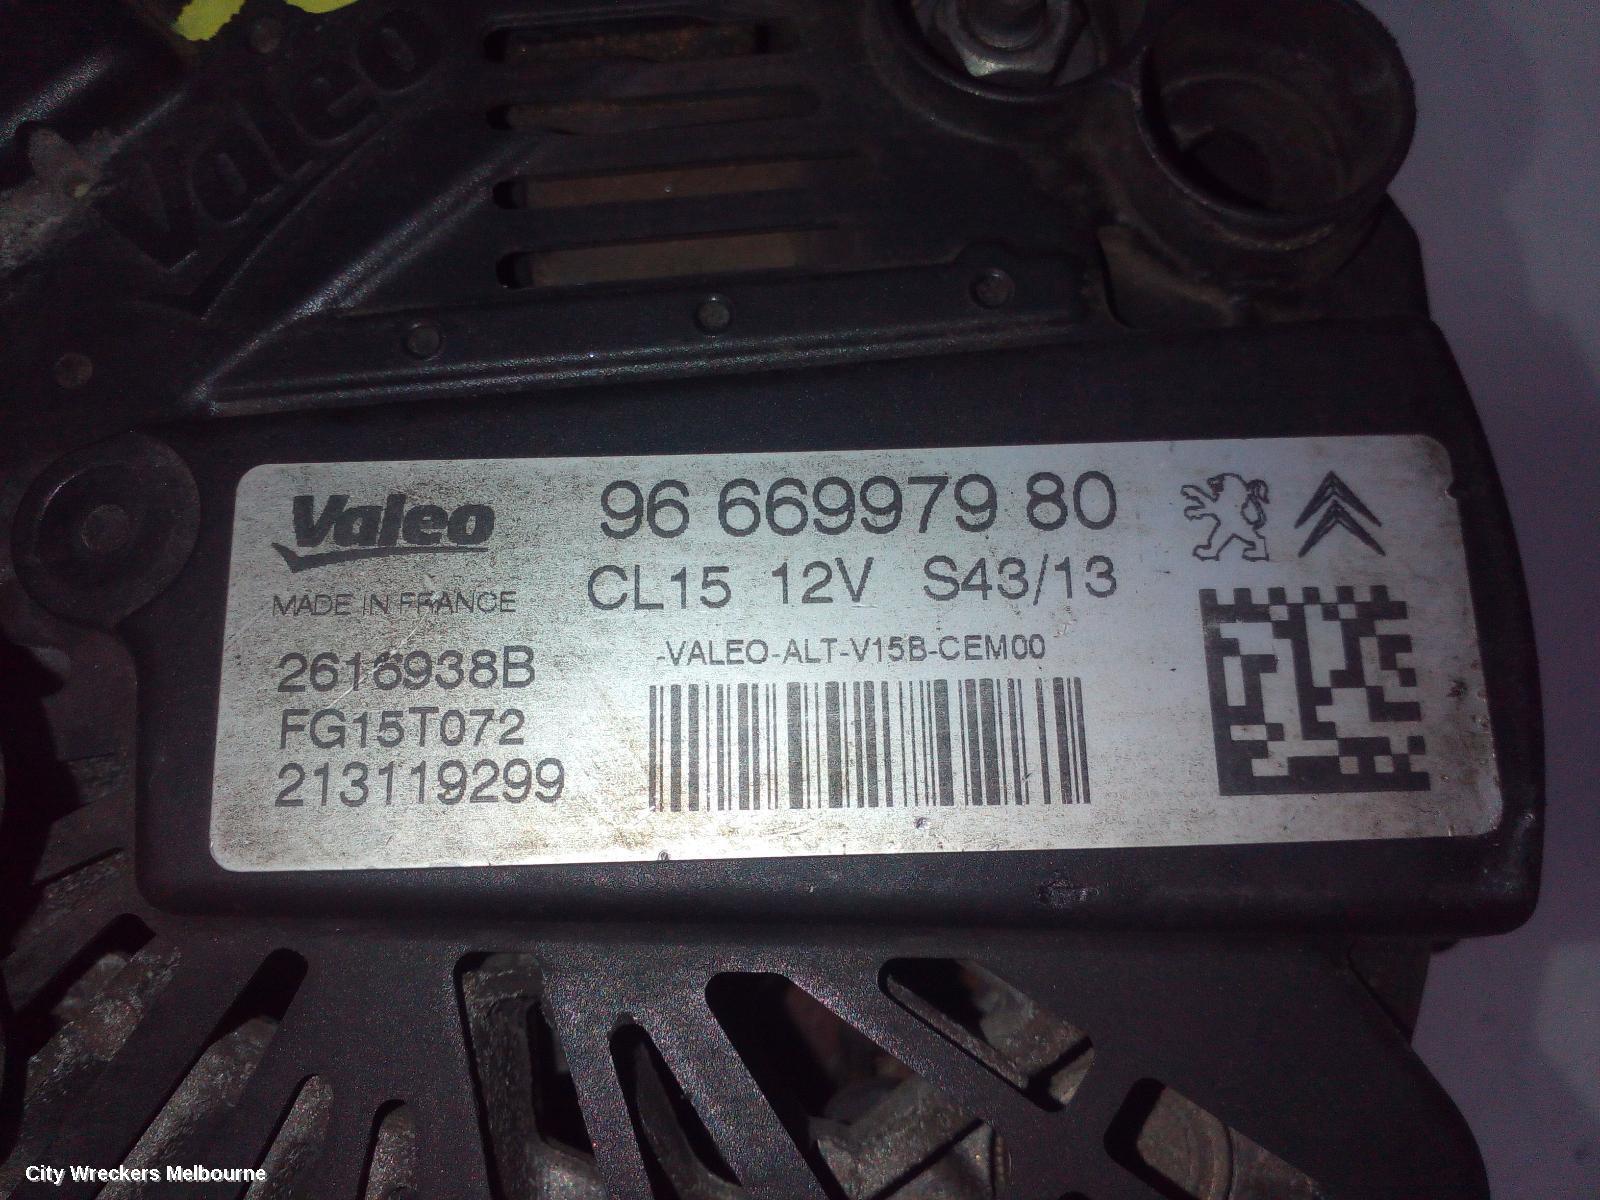 Valeo
Valeo
96 669979 80
CL15 12V S43/13
MADE IN FRANCE
-VALEO-ALT-V15B-CEM00
2616938B
FG15T072
213119299
City Wreckers Melbourne